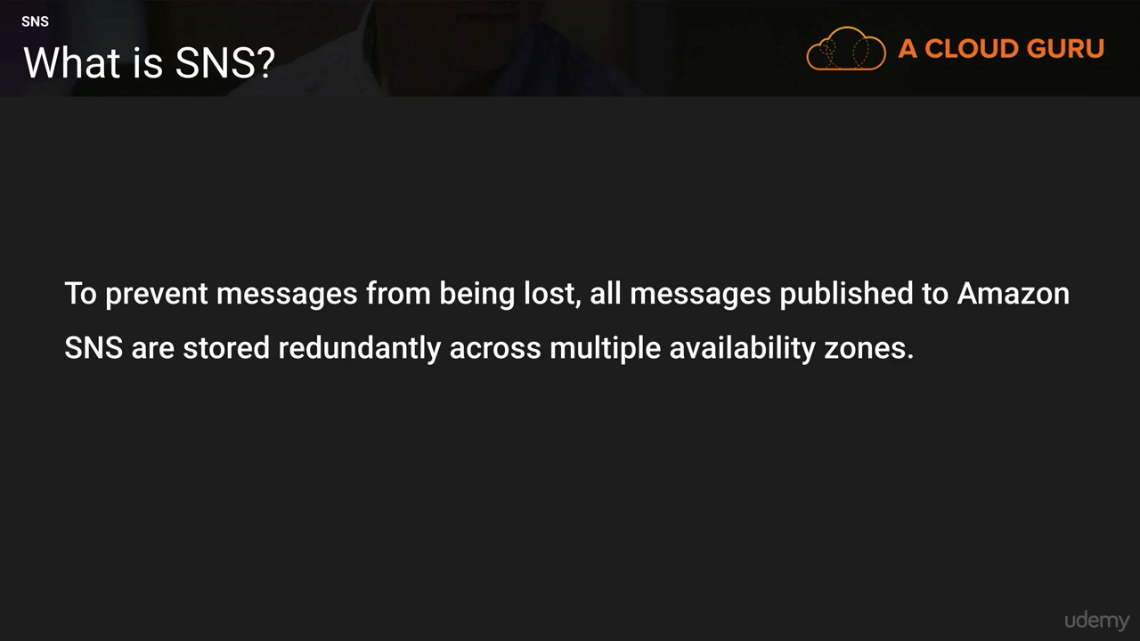 SNS
What is SNS?
A CLOUD GURU
To prevent messages from being lost, all messages published to Amazon
SNS are stored redundantly across multiple availability zones.
udemy